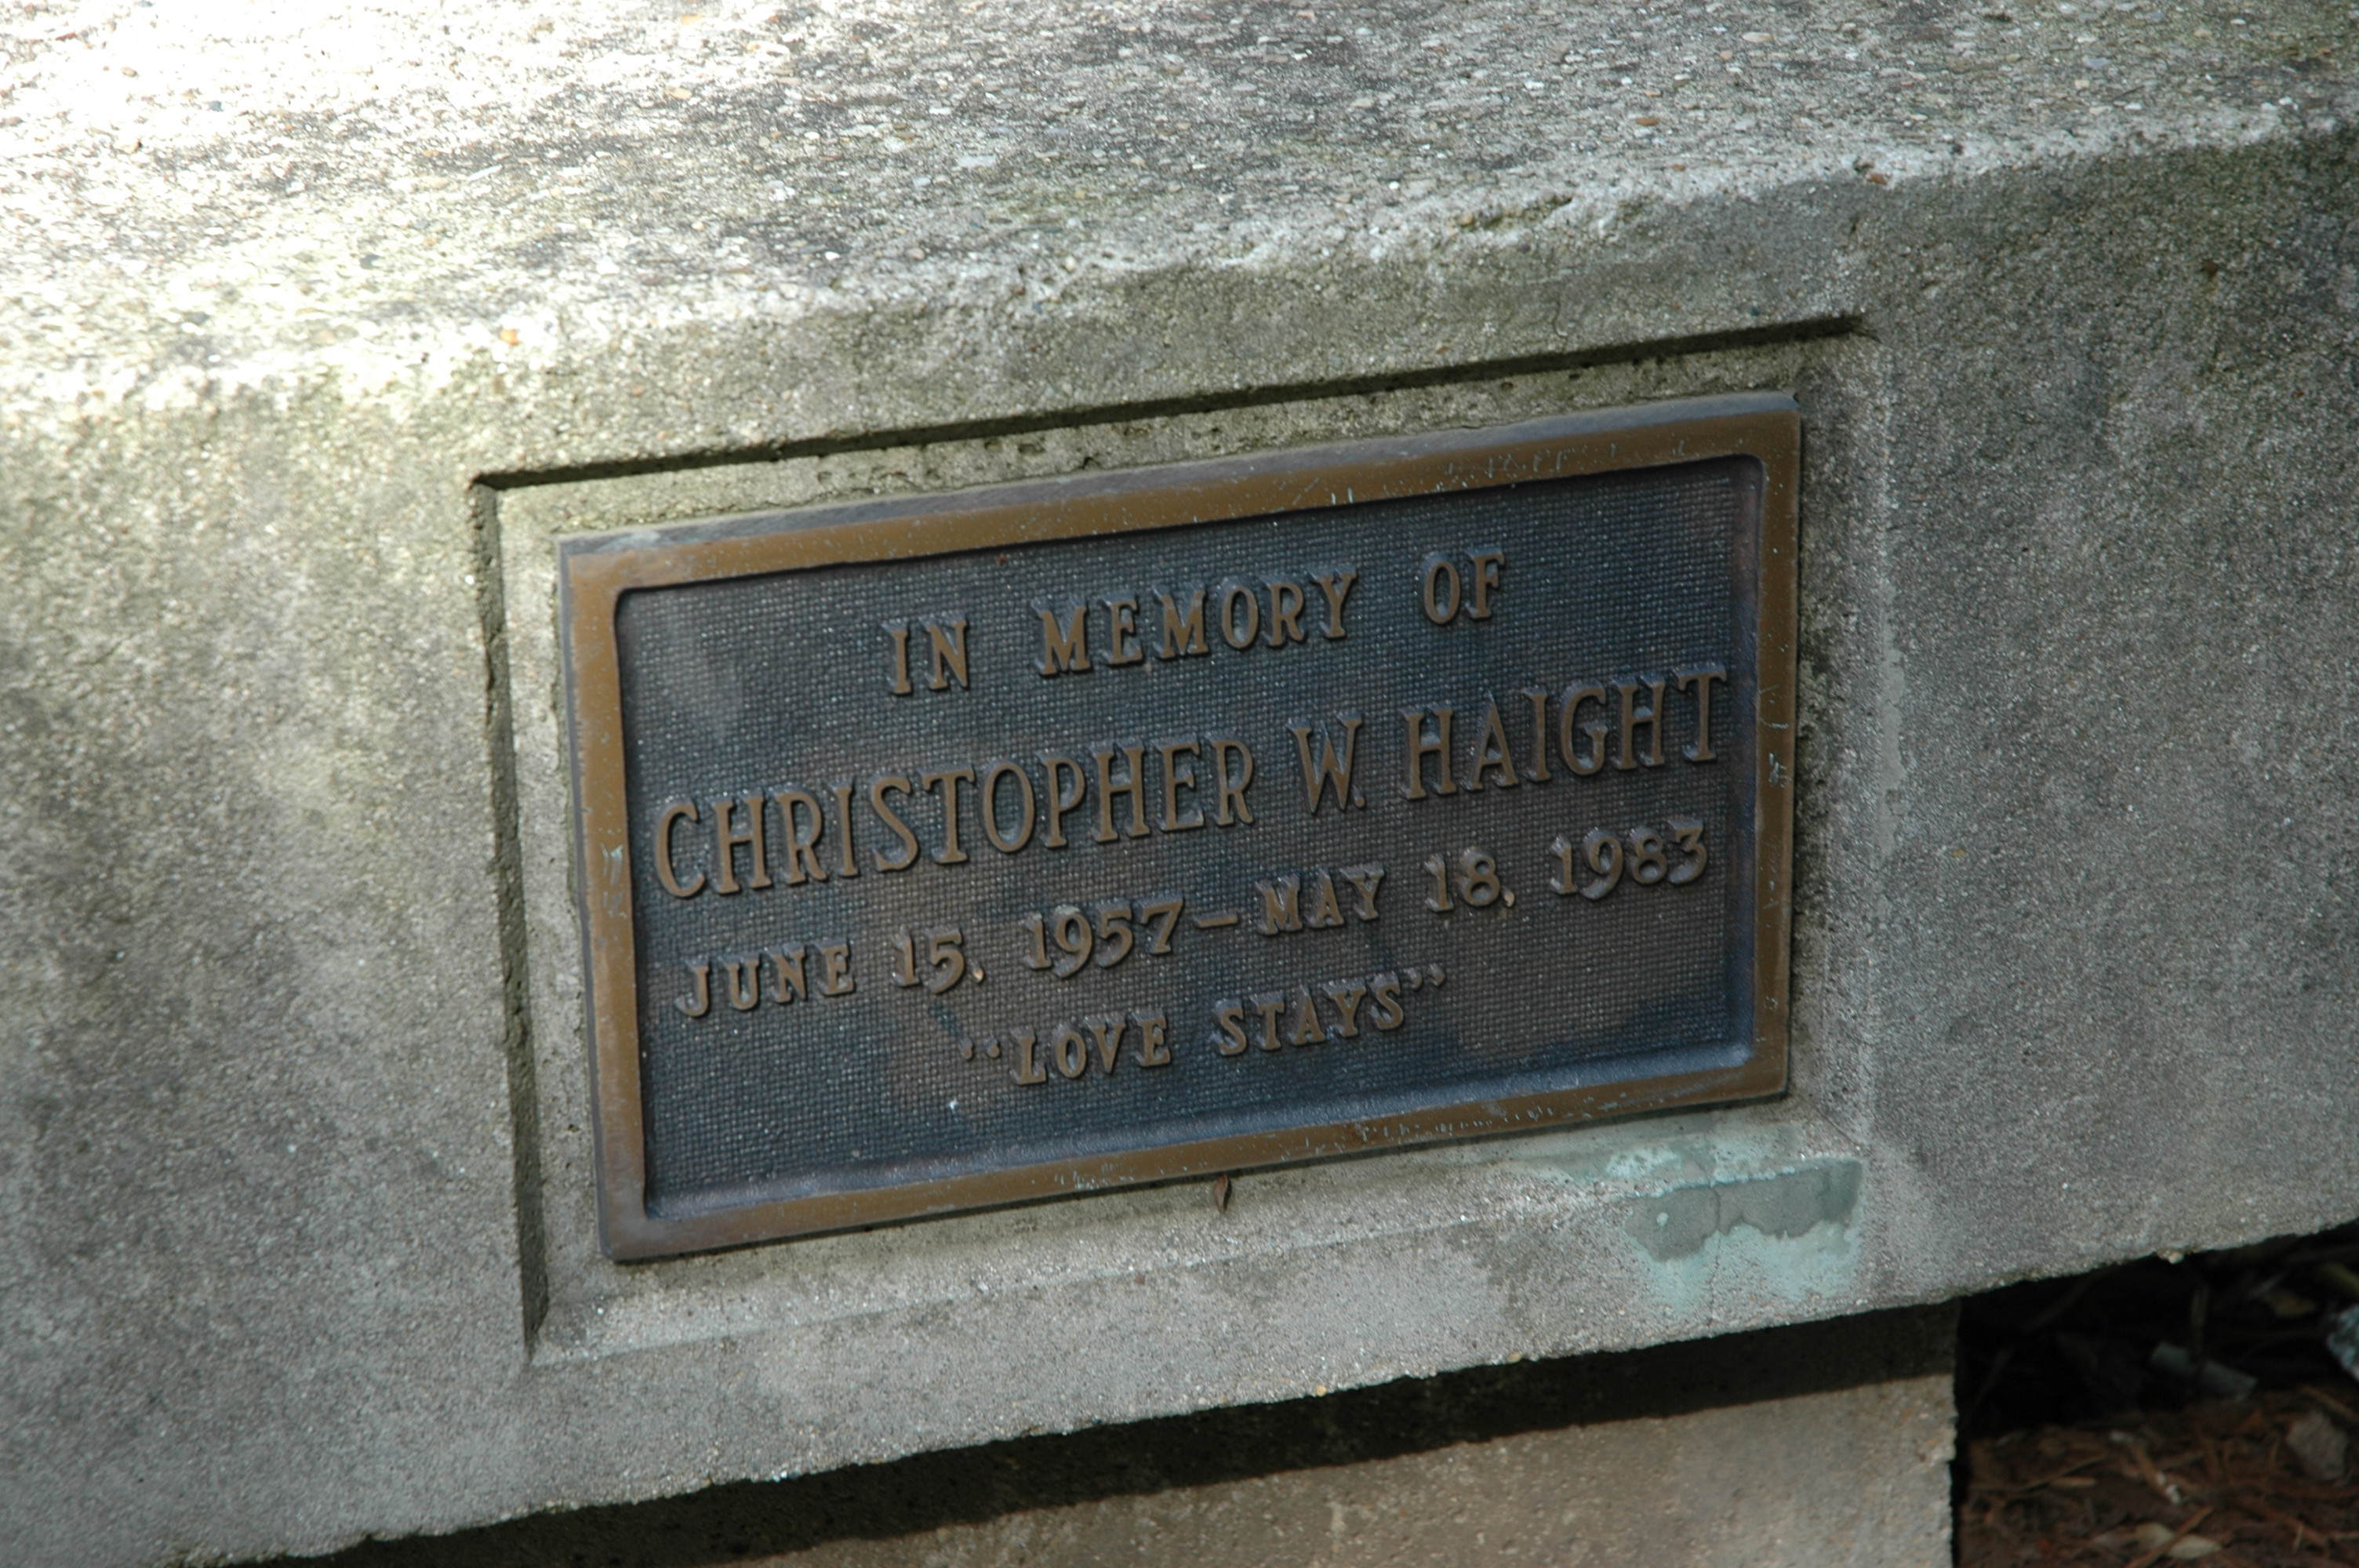 IN MEMORY OF
CHRISTOPHER W. HAIGHT
JUNE 15, 1957 – MAY 18, 1983
“LOVE STAYS”